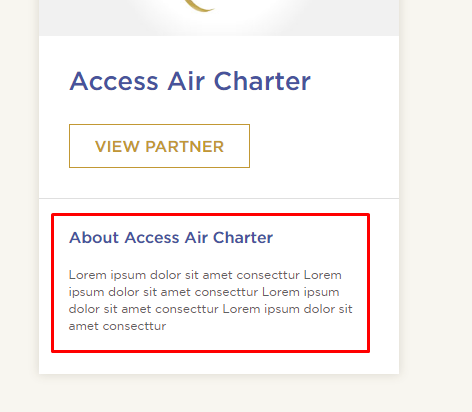 Access Air Charter
VIEW PARTNER
About Access Air Charter
Lorem ipsum dolor sit amet consecttur Lorem
ipsum dolor sit amet consecttur Lorem ipsum
dolor sit amet consecttur Lorem ipsum dolor sit
amet consecttur